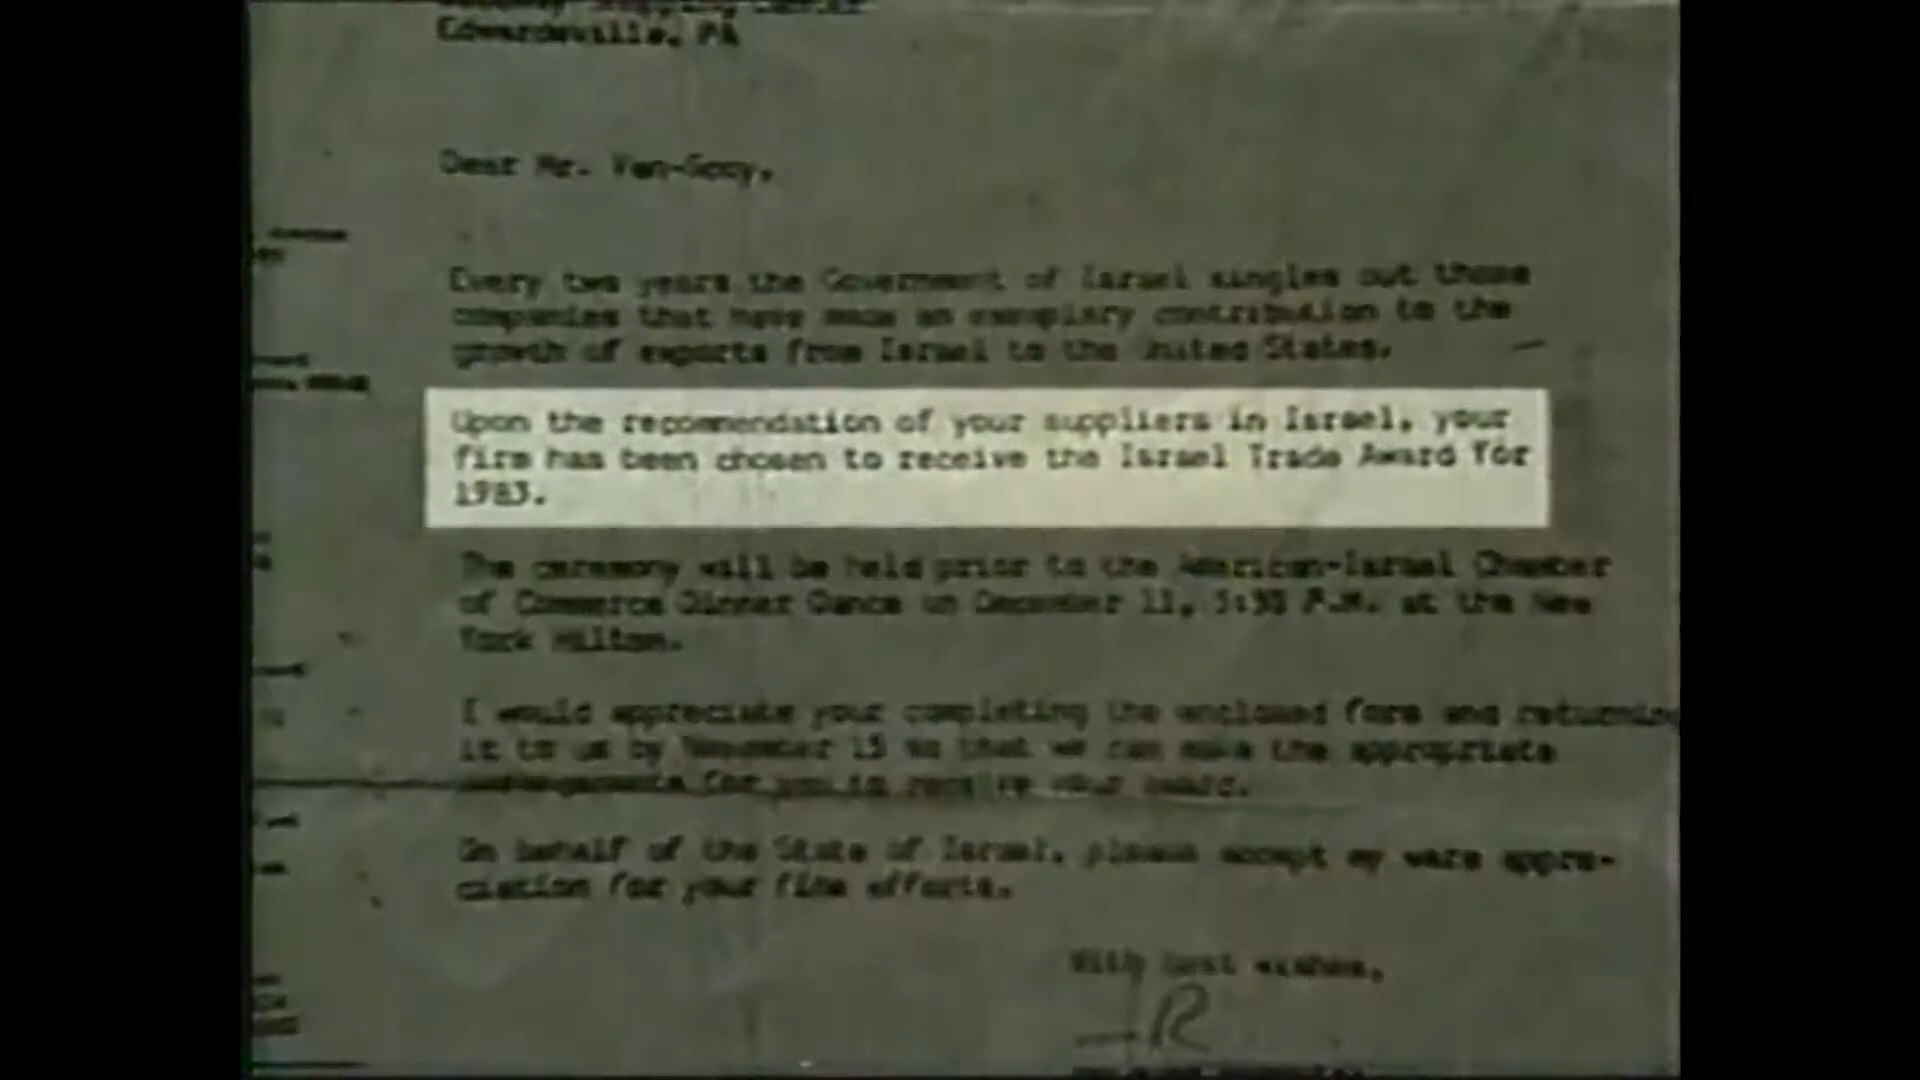 Edwardsville, PA
Dear Mr. Van-Gooy,
Every two years the Government of Israel singles out those
companies that have made an exemplary contribution to the
growth of exports from Israel to the United States.
Upon the recommendation of your suppliers in Israel, your
firm has been chosen to receive the Israel Trade Award for
1983.
The ceremony will be held prior to the American-Israel Chamber
of Commerce Dinner Dance on December 11, 5:30 P.M. at the New
York Hilton.
I would appreciate your completing the enclosed form and returning
it to us by November 15 so that we can make the appropriate
arrangements for you to receive your award.
On behalf of the State of Israel, please accept my warm appre-
ciation for your fine efforts.
With best wishes,